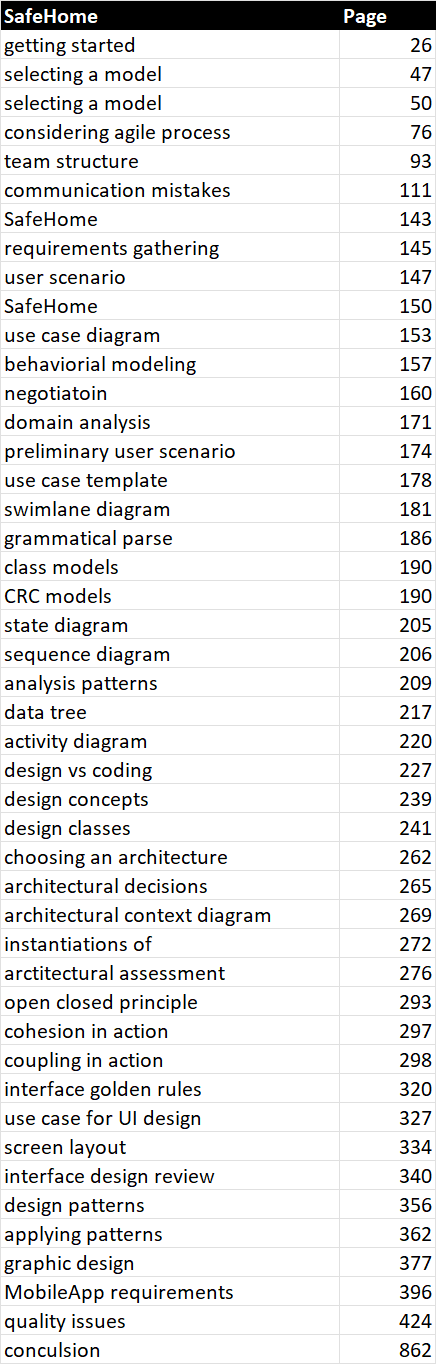 SafeHome Page
getting started 26
selecting a model 47
selecting a model 50
considering agile process 76
team structure 93
communication mistakes 111
SafeHome 143
requirements gathering 145
user scenario 147
SafeHome 150
use case diagram 153
behaviorial modeling 157
negotiatoin 160
domain analysis 171
preliminary user scenario 174
use case template 178
swimlane diagram 181
grammatical parse 186
class models 190
CRC models 190
state diagram 205
sequence diagram 206
analysis patterns 209
data tree 217
activity diagram 220
design vs coding 227
design concepts 239
design classes 241
choosing an architecture 262
architectural decisions 265
architectural context diagram 269
instantiations of 272
arctitectural assessment 276
open closed principle 293
cohesion in action 297
coupling in action 298
interface golden rules 320
use case for UI design 327
screen layout 334
interface design review 340
design patterns 356
applying patterns 362
graphic design 377
MobileApp requirements 396
quality issues 424
conculsion 862